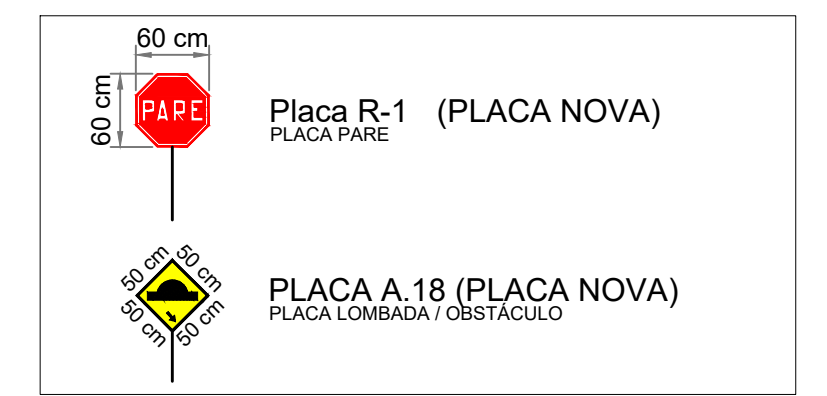 60 cm
60 cm
PARE
Placa R-1 (PLACA NOVA)
PLACA PARE
50 cm
50 cm
50 cm
50 cm
PLACA A.18 (PLACA NOVA)
PLACA LOMBADA / OBSTÁCULO